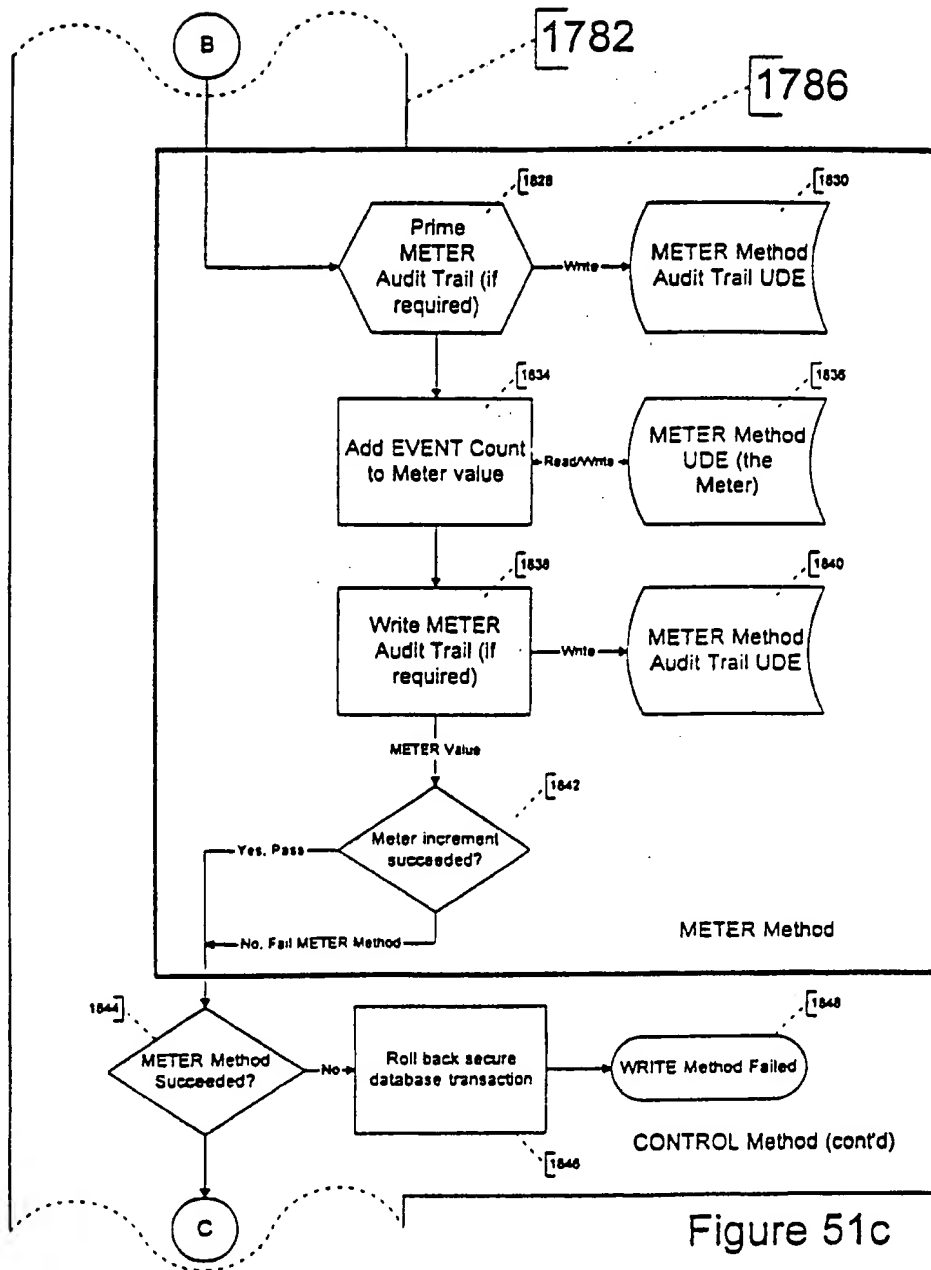 B
1782
1786
1828
Prime
METER
Audit Trail (if
required)
Write
1830
METER Method
Audit Trail UDE
1834
Add EVENT Count
to Meter value
Read/Write
1836
METER Method
UDE (the
Meter)
1838
Write METER
Audit Trail (if
required)
Write
1840
METER Method
Audit Trail UDE
METER Value
1842
Meter increment
succeeded?
Yes, Pass
No, Fail METER Method
METER Method
1844
METER Method
Succeeded?
No
Roll back secure
database transaction
1846
1848
WRITE Method Failed
CONTROL Method (cont'd)
C
Figure 51c